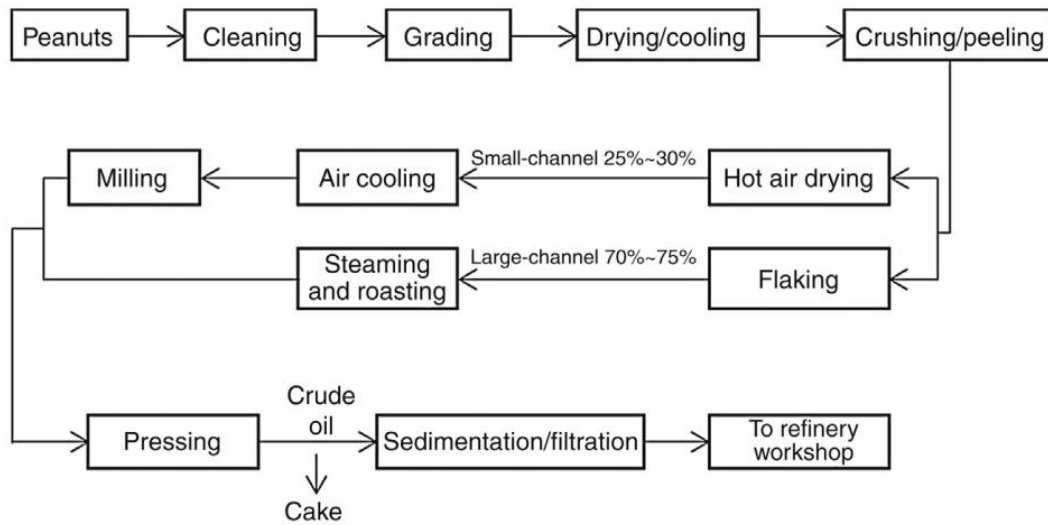 Peanuts
Cleaning
Grading
Drying/cooling
Crushing/peeling
Milling
Air cooling
Small-channel 25%~30%
Hot air drying
Steaming
and roasting
Large-channel 70%~75%
Flaking
Pressing
Crude
oil
Cake
Sedimentation/filtration
To refinery
workshop